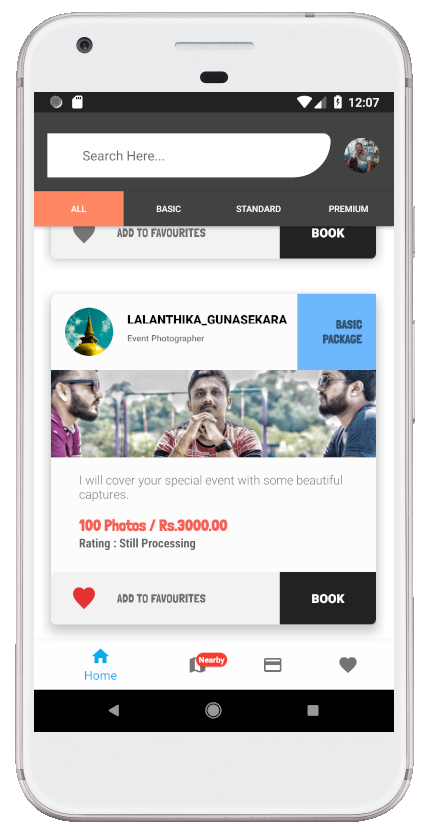 12:07
Search Here...
ALL BASIC STANDARD PREMIUM
ADD TO FAVOURITES BOOK
LALANTHIKA_GUNASEKARA
Event Photographer
BASIC
PACKAGE
I will cover your special event with some beautiful
captures.
100 Photos / Rs.3000.00
Rating : Still Processing
ADD TO FAVOURITES BOOK
Nearby
Home